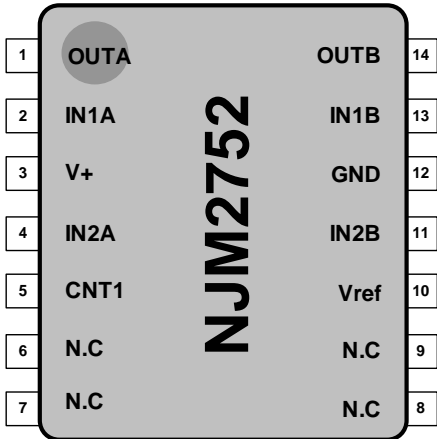 1 OUTA OUTB 14
2 IN1A IN1B 13
3 V+ GND 12
4 IN2A IN2B 11
5 CNT1 Vref 10
6 N.C N.C 9
7 N.C N.C 8
NJM2752